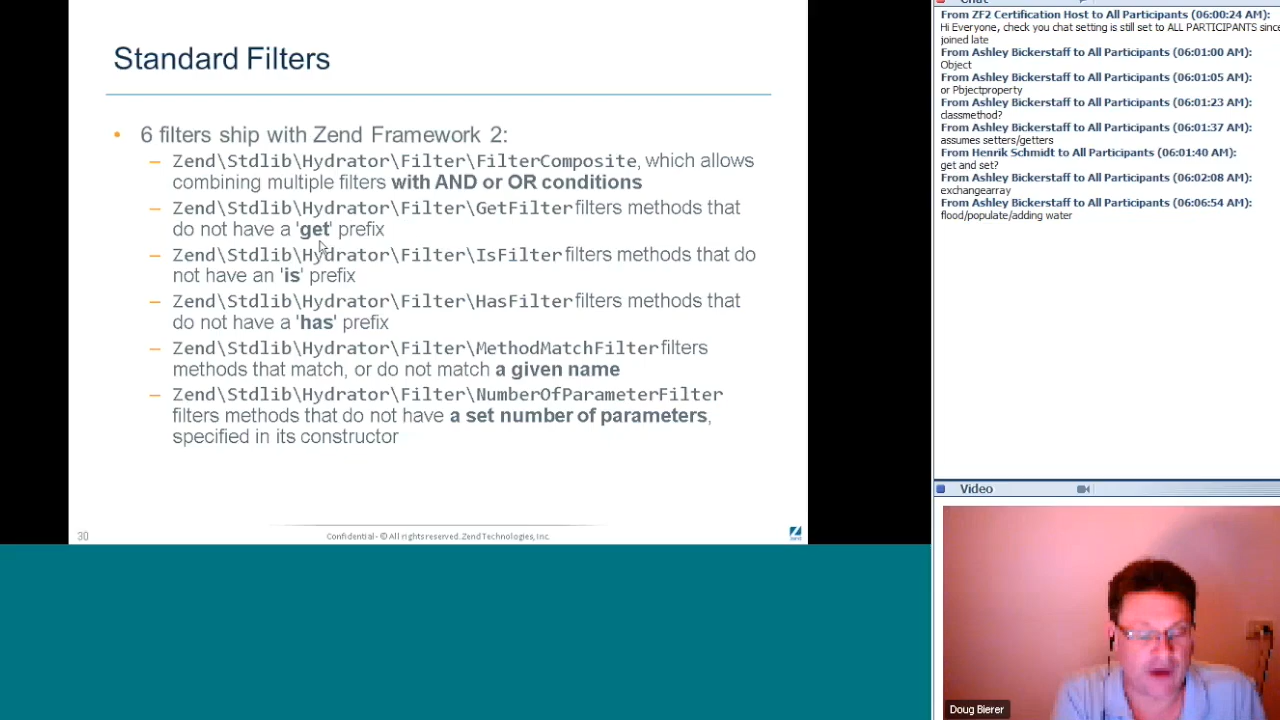 Standard Filters
• 6 filters ship with Zend Framework 2:
– Zend\Stdlib\Hydrator\Filter\FilterComposite, which allows
combining multiple filters with AND or OR conditions
– Zend\Stdlib\Hydrator\Filter\GetFilter filters methods that
do not have a 'get' prefix
– Zend\Stdlib\Hydrator\Filter\IsFilter filters methods that do
not have an 'is' prefix
– Zend\Stdlib\Hydrator\Filter\HasFilter filters methods that
do not have a 'has' prefix
– Zend\Stdlib\Hydrator\Filter\MethodMatchFilter filters
methods that match, or do not match a given name
– Zend\Stdlib\Hydrator\Filter\NumberOfParameterFilter
filters methods that do not have a set number of parameters,
specified in its constructor
30
Confidential - © All rights reserved. Zend Technologies, Inc.
Zend
Chat
From ZF2 Certification Host to All Participants (06:00:24 AM):
Hi Everyone, check you chat setting is still set to ALL PARTICIPANTS since
joined late
From Ashley Bickerstaff to All Participants (06:01:00 AM):
Object
From Ashley Bickerstaff to All Participants (06:01:05 AM):
or Pbjectproperty
From Ashley Bickerstaff to All Participants (06:01:23 AM):
classmethod?
From Ashley Bickerstaff to All Participants (06:01:37 AM):
assumes setters/getters
From Henrik Schmidt to All Participants (06:01:40 AM):
get and set?
From Ashley Bickerstaff to All Participants (06:02:08 AM):
exchangearray
From Ashley Bickerstaff to All Participants (06:06:54 AM):
flood/populate/adding water
Video
Doug Bierer